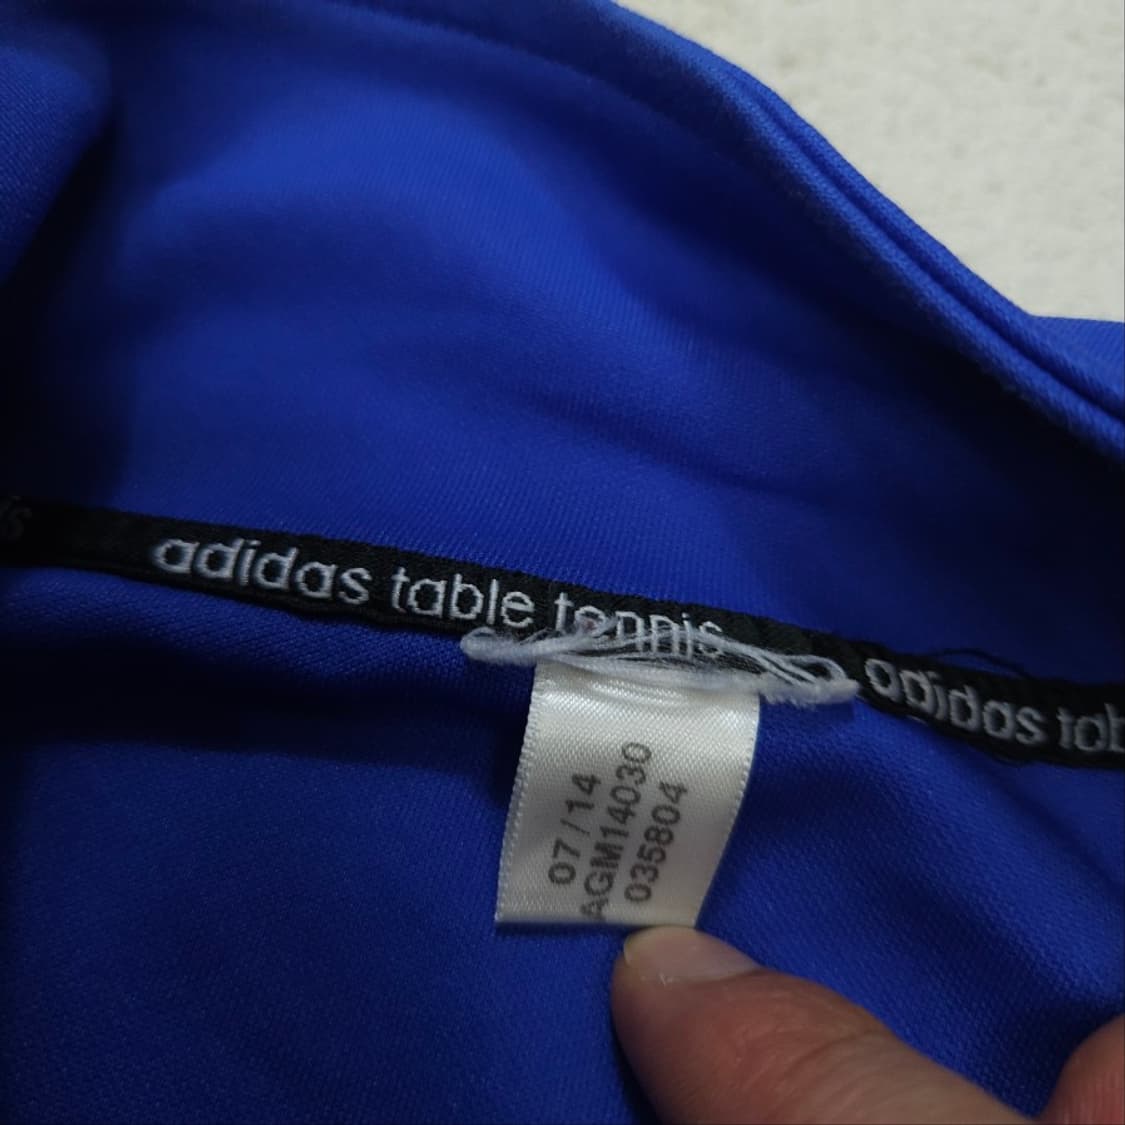 adidas table tennis
adidas tab
07/14
AGM14030
035804